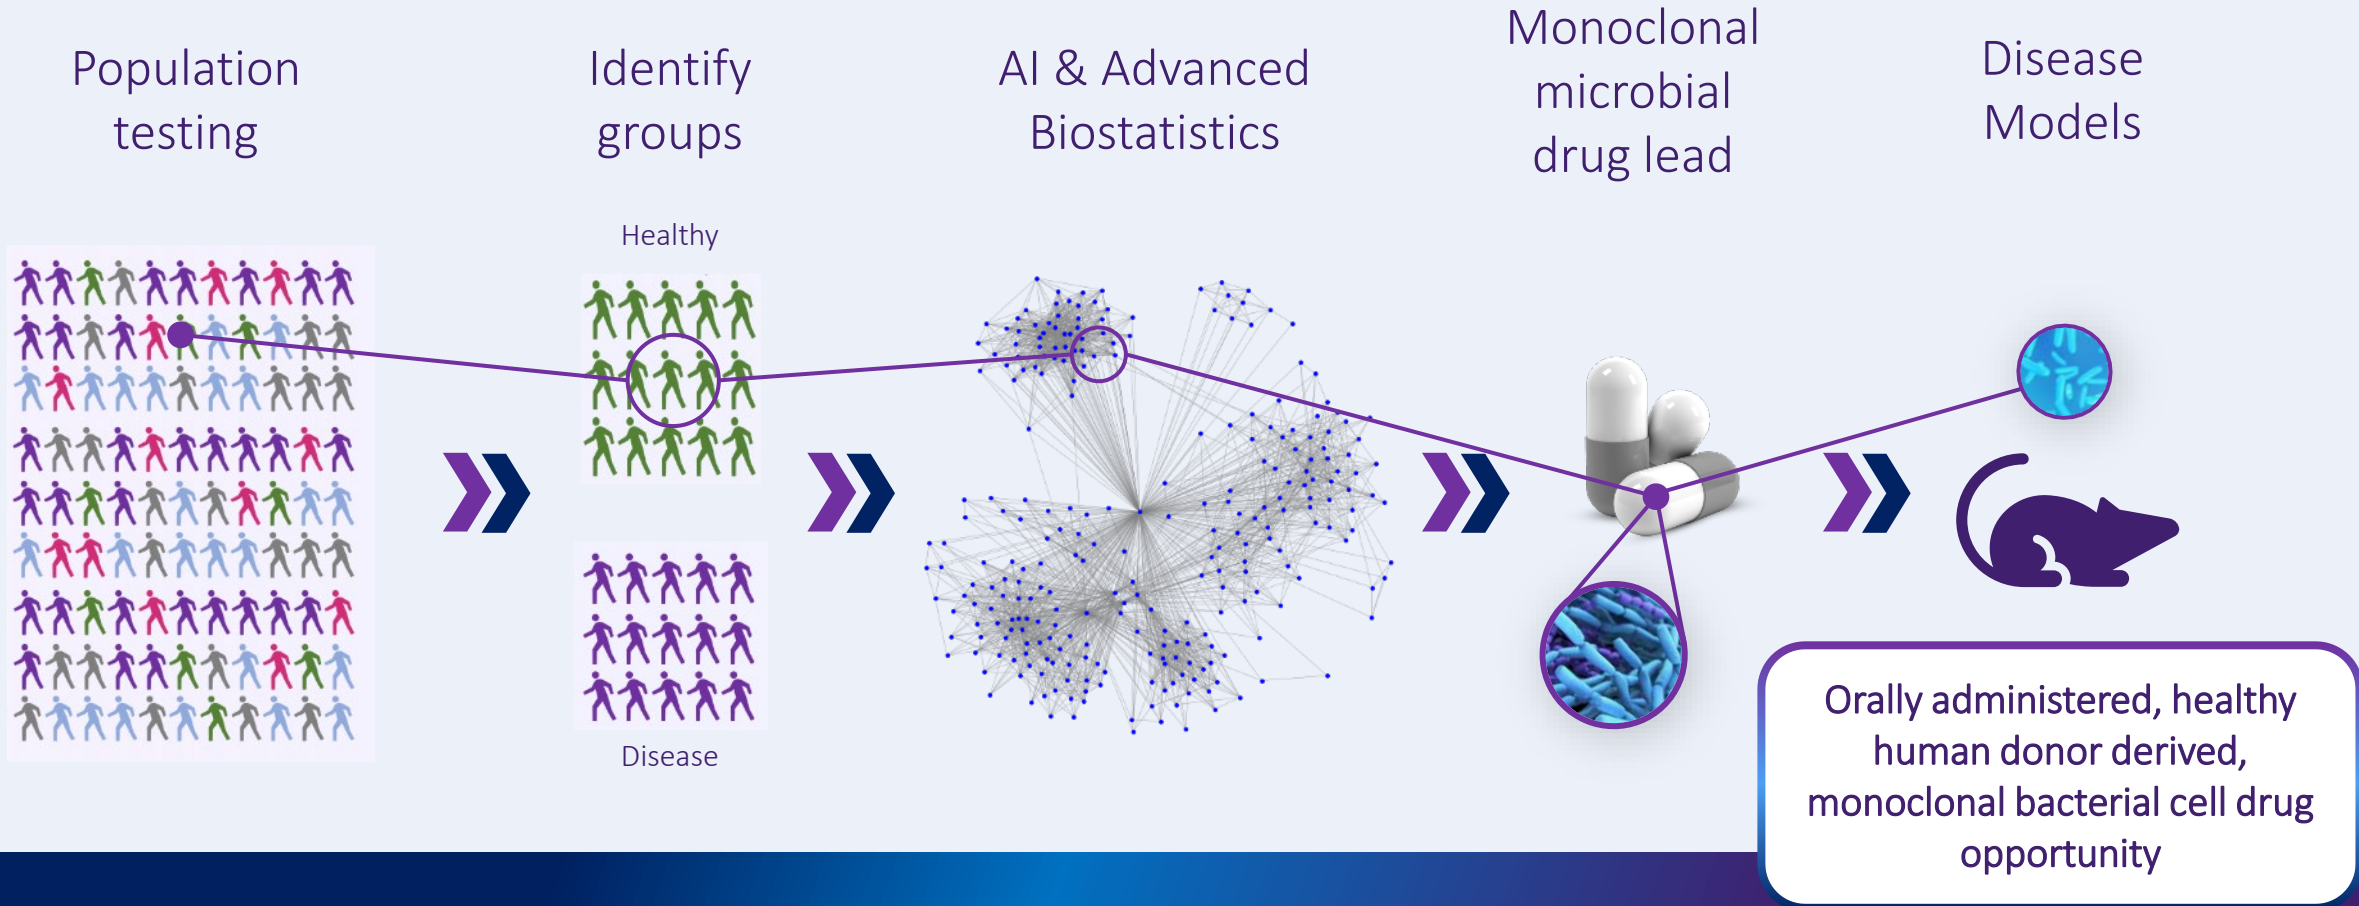 Population
testing
Identify
groups
AI & Advanced
Biostatistics
Monoclonal
microbial
drug lead
Disease
Models
Healthy
Disease
Orally administered, healthy
human donor derived,
monoclonal bacterial cell drug
opportunity